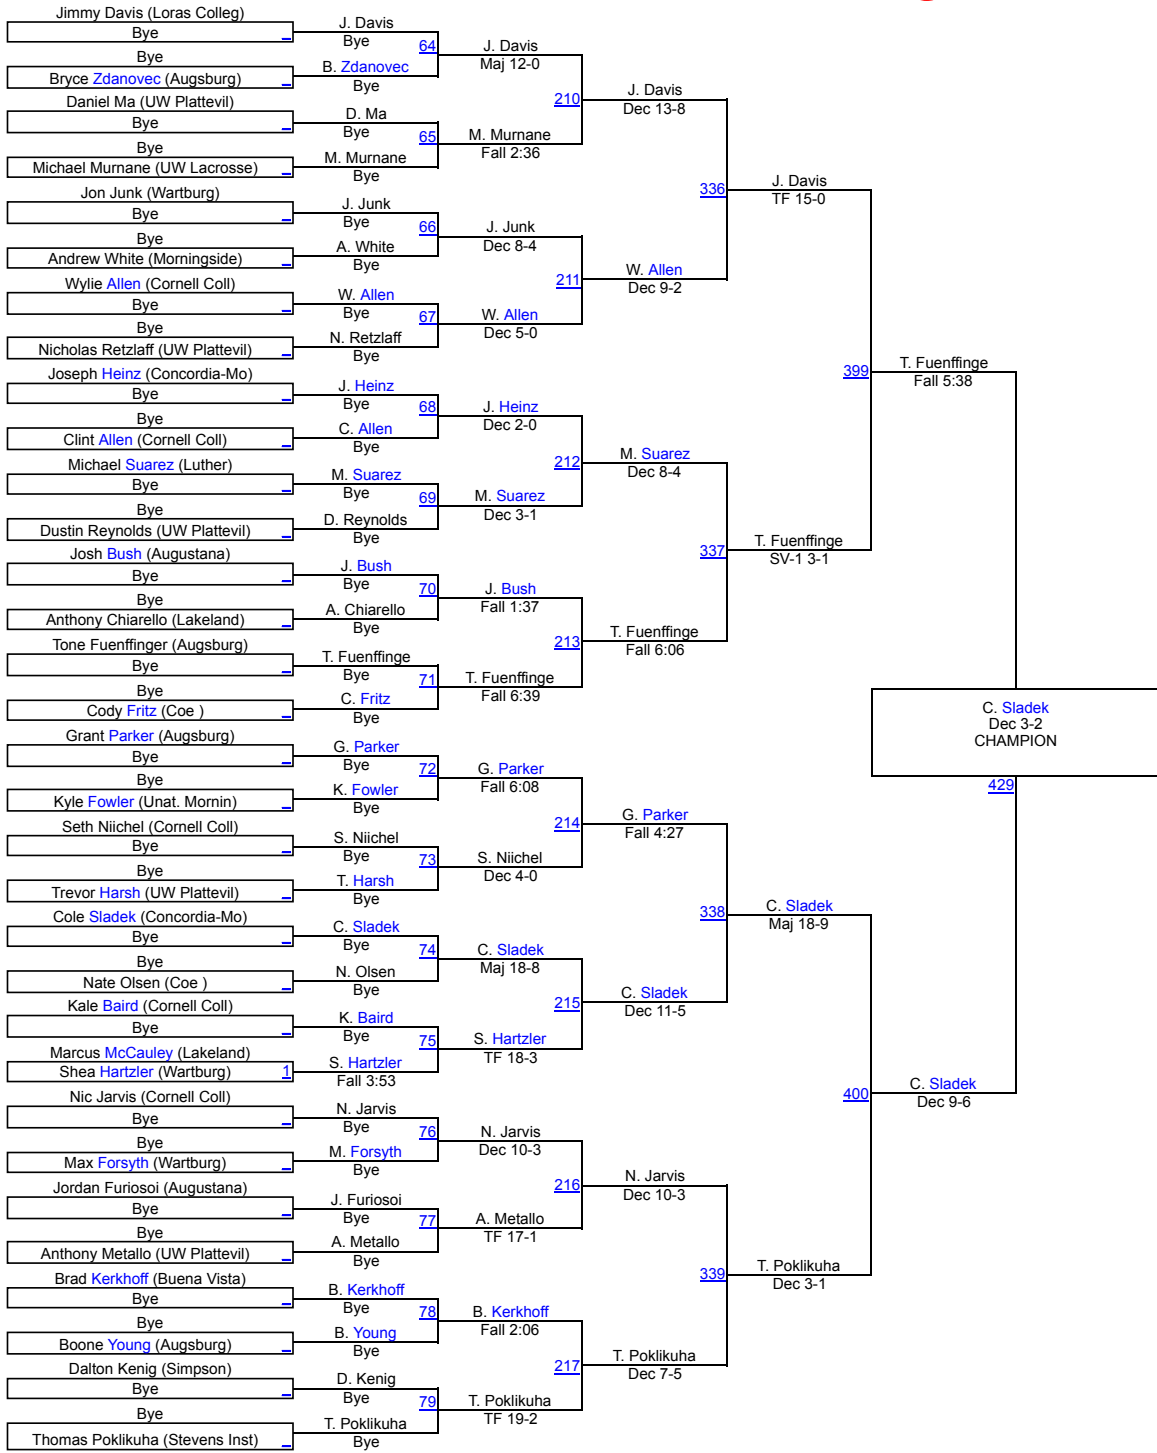 Jimmy Davis (Loras Colleg)
Bye
Bye
Bryce Zdanovec (Augsburg)
Daniel Ma (UW Plattevil)
Bye
Bye
Michael Murnane (UW Lacrosse)
Jon Junk (Wartburg)
Bye
Bye
Andrew White (Morningside)
Wylie Allen (Cornell Coll)
Bye
Bye
Nicholas Retzlaff (UW Plattevil)
Joseph Heinz (Concordia-Mo)
Bye
Bye
Clint Allen (Cornell Coll)
Michael Suarez (Luther)
Bye
Bye
Dustin Reynolds (UW Plattevil)
Josh Bush (Augustana)
Bye
Bye
Anthony Chiarello (Lakeland)
Tone Fuenffinger (Augsburg)
Bye
Bye
Cody Fritz (Coe )
Grant Parker (Augsburg)
Bye
Bye
Kyle Fowler (Unat. Mornin)
Seth Niichel (Cornell Coll)
Bye
Bye
Trevor Harsh (UW Plattevil)
Cole Sladek (Concordia-Mo)
Bye
Bye
Nate Olsen (Coe )
Kale Baird (Cornell Coll)
Bye
Marcus McCauley (Lakeland)
Shea Hartzler (Wartburg) 1
Nic Jarvis (Cornell Coll)
Bye
Bye
Max Forsyth (Wartburg)
Jordan Furiosoi (Augustana)
Bye
Bye
Anthony Metallo (UW Plattevil)
Brad Kerkhoff (Buena Vista)
Bye
Bye
Boone Young (Augsburg)
Dalton Kenig (Simpson)
Bye
Bye
Thomas Poklikuha (Stevens Inst)
J. Davis
Bye
64
B. Zdanovec
Bye
D. Ma
Bye
65
M. Murnane
Bye
J. Junk
Bye
66
A. White
Bye
W. Allen
Bye
67
N. Retzlaff
Bye
J. Heinz
Bye
68
C. Allen
Bye
M. Suarez
Bye
69
D. Reynolds
Bye
J. Bush
Bye
70
A. Chiarello
Bye
T. Fuenffinge
Bye
71
C. Fritz
Bye
G. Parker
Bye
72
K. Fowler
Bye
S. Niichel
Bye
73
T. Harsh
Bye
C. Sladek
Bye
74
N. Olsen
Bye
K. Baird
Bye
75
S. Hartzler
Fall 3:53
N. Jarvis
Bye
76
M. Forsyth
Bye
J. Furiosoi
Bye
77
A. Metallo
Bye
B. Kerkhoff
Bye
78
B. Young
Bye
D. Kenig
Bye
79
T. Poklikuha
Bye
J. Davis
Maj 12-0
210
M. Murnane
Fall 2:36
J. Junk
Dec 8-4
211
W. Allen
Dec 5-0
J. Heinz
Dec 2-0
212
M. Suarez
Dec 3-1
J. Bush
Fall 1:37
213
T. Fuenffinge
Fall 6:39
G. Parker
Fall 6:08
214
S. Niichel
Dec 4-0
C. Sladek
Maj 18-8
215
S. Hartzler
TF 18-3
N. Jarvis
Dec 10-3
216
A. Metallo
TF 17-1
B. Kerkhoff
Fall 2:06
217
T. Poklikuha
TF 19-2
J. Davis
Dec 13-8
336
W. Allen
Dec 9-2
M. Suarez
Dec 8-4
337
T. Fuenffinge
Fall 6:06
G. Parker
Fall 4:27
338
C. Sladek
Dec 11-5
N. Jarvis
Dec 10-3
339
T. Poklikuha
Dec 7-5
J. Davis
TF 15-0
399
T. Fuenffinge
SV-1 3-1
C. Sladek
Maj 18-9
400
T. Poklikuha
Dec 3-1
T. Fuenffinge
Fall 5:38
C. Sladek
Dec 9-6
C. Sladek
Dec 3-2
CHAMPION
429